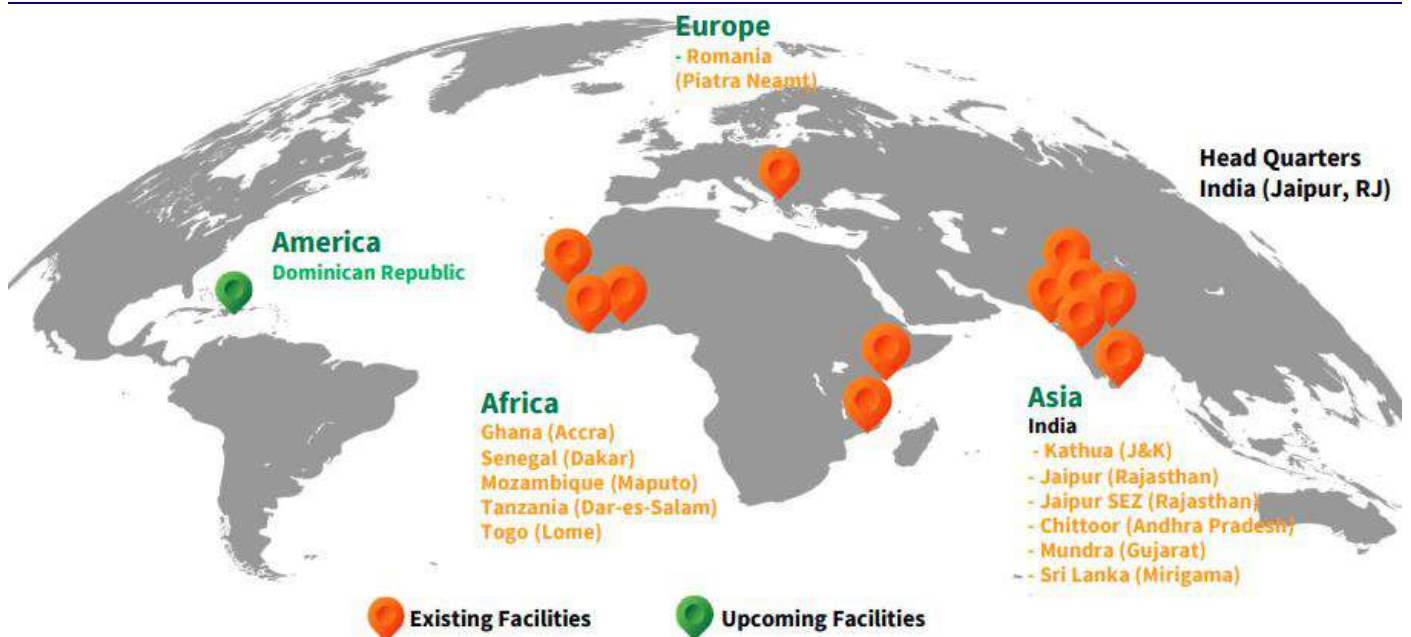 Europe
- Romania
(Piatra Neamt)
Head Quarters
India (Jaipur, RJ)
America
Dominican Republic
Africa
Ghana (Accra)
Senegal (Dakar)
Mozambique (Maputo)
Tanzania (Dar-es-Salam)
Togo (Lome)
Asia
India
- Kathua (J&K)
- Jaipur (Rajasthan)
- Jaipur SEZ (Rajasthan)
- Chittoor (Andhra Pradesh)
- Mundra (Gujarat)
- Sri Lanka (Mirigama)
Existing Facilities
Upcoming Facilities